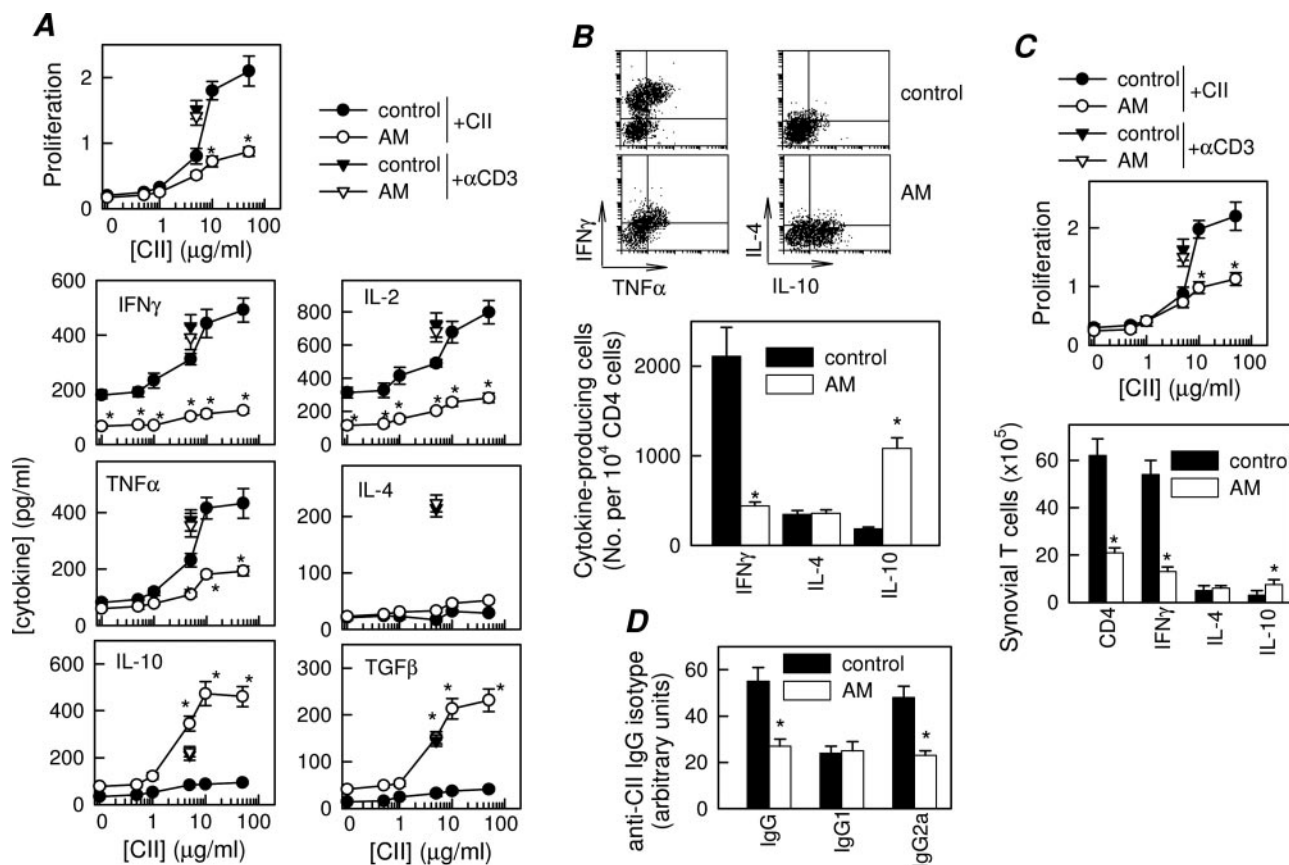 A
Proliferation
2
1
0
0 1 10 100
[CII] (μg/ml)
control
AM
+CII
control
AM
+αCD3
[cytokine] (pg/ml)
IFNγ
600
400
200
0
*
*
*
*
*
*
IL-2
800
600
400
200
0
*
*
*
*
*
*
TNFα
400
200
0
*
*
*
IL-4
200
100
0
IL-10
600
400
200
0
*
*
*
0 1 10 100
[CII] (μg/ml)
TGFβ
300
200
100
0
*
*
*
0 1 10 100
[CII] (μg/ml)
*
*
B
control
AM
IFNγ
TNFα
IL-4
IL-10
Cytokine-producing cells
(No. per 10⁴ CD4 cells)
2000
1000
0
control
AM
*
*
IFNγ
IL-4
IL-10
C
control
AM
+CII
control
AM
+αCD3
Proliferation
2
1
0
*
*
0 1 10 100
[CII] (μg/ml)
Synovial T cells (x10⁵)
60
40
20
0
control
AM
*
*
*
CD4
IFNγ
IL-4
IL-10
D
anti-CII IgG isotype
(arbitrary units)
60
40
20
0
control
AM
*
*
IgG
IgG1
IgG2a